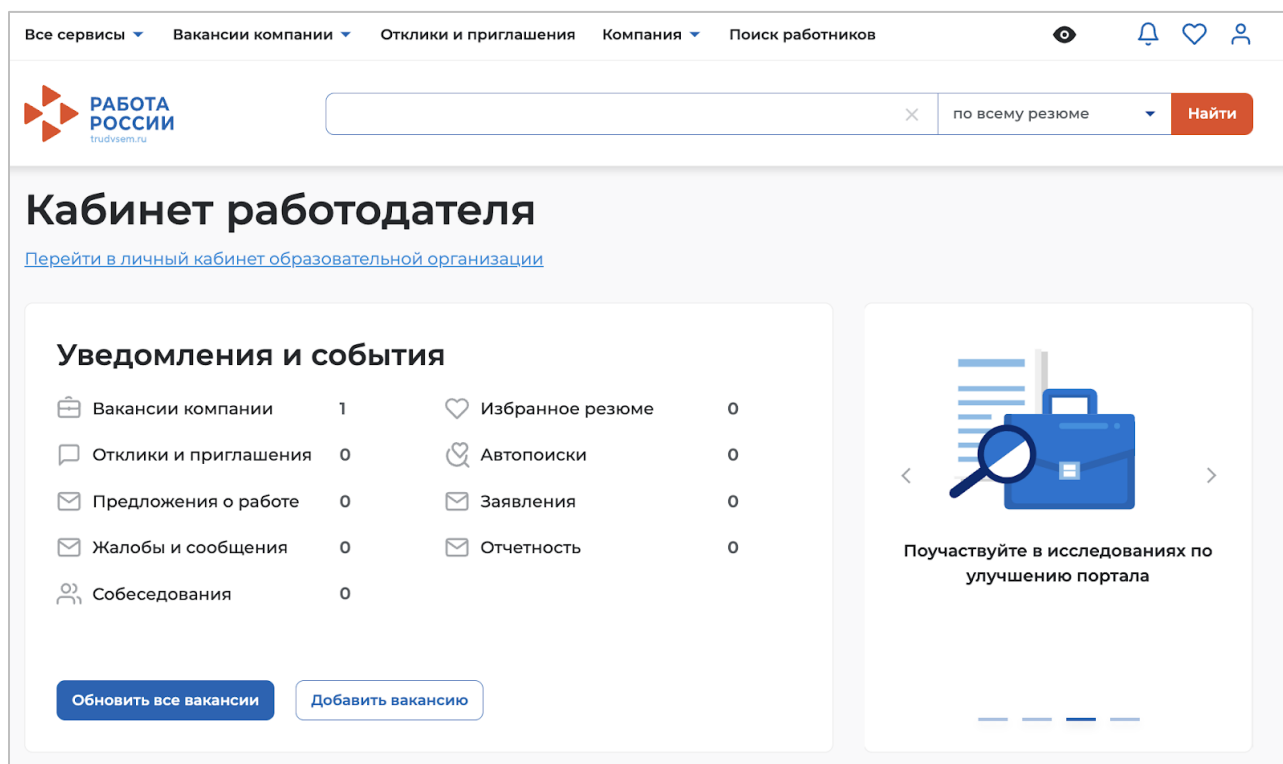 Все сервисы Вакансии компании Отклики и приглашения Компания Поиск работников
РАБОТА
РОССИИ
trudvsem.ru
по всему резюме Найти
Кабинет работодателя
Перейти в личный кабинет образовательной организации
Уведомления и события
Вакансии компании 1 Избранное резюме 0
Отклики и приглашения 0 Автопоиски 0
Предложения о работе 0 Заявления 0
Жалобы и сообщения 0 Отчетность 0
Собеседования 0
Обновить все вакансии Добавить вакансию
Поучаствуйте в исследованиях по
улучшению портала